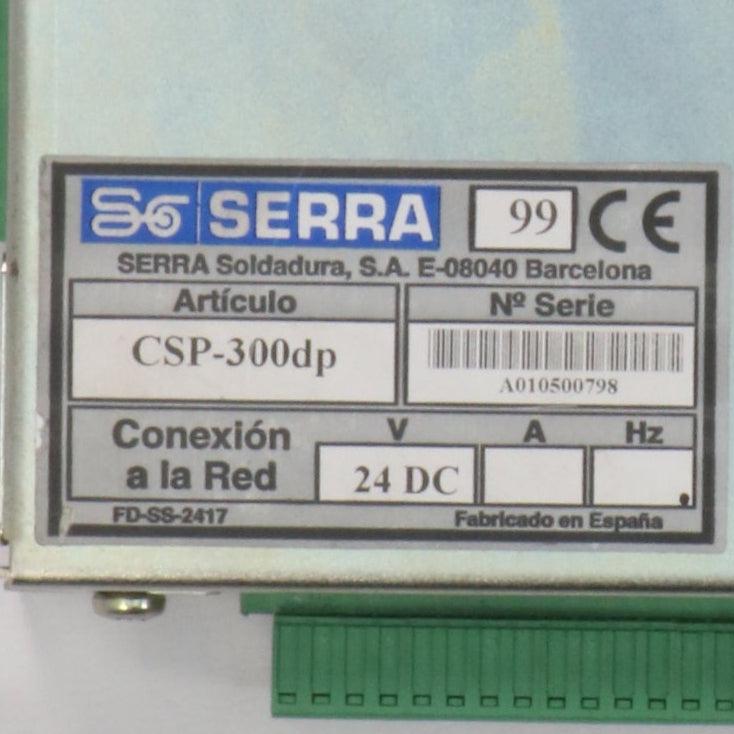 SERRA 99 CE
SERRA Soldadura, S.A. E-08040 Barcelona
Artículo Nº Serie
CSP-300dp
A010500798
Conexión a la Red V A Hz
24 DC
FD-SS-2417 Fabricado en España